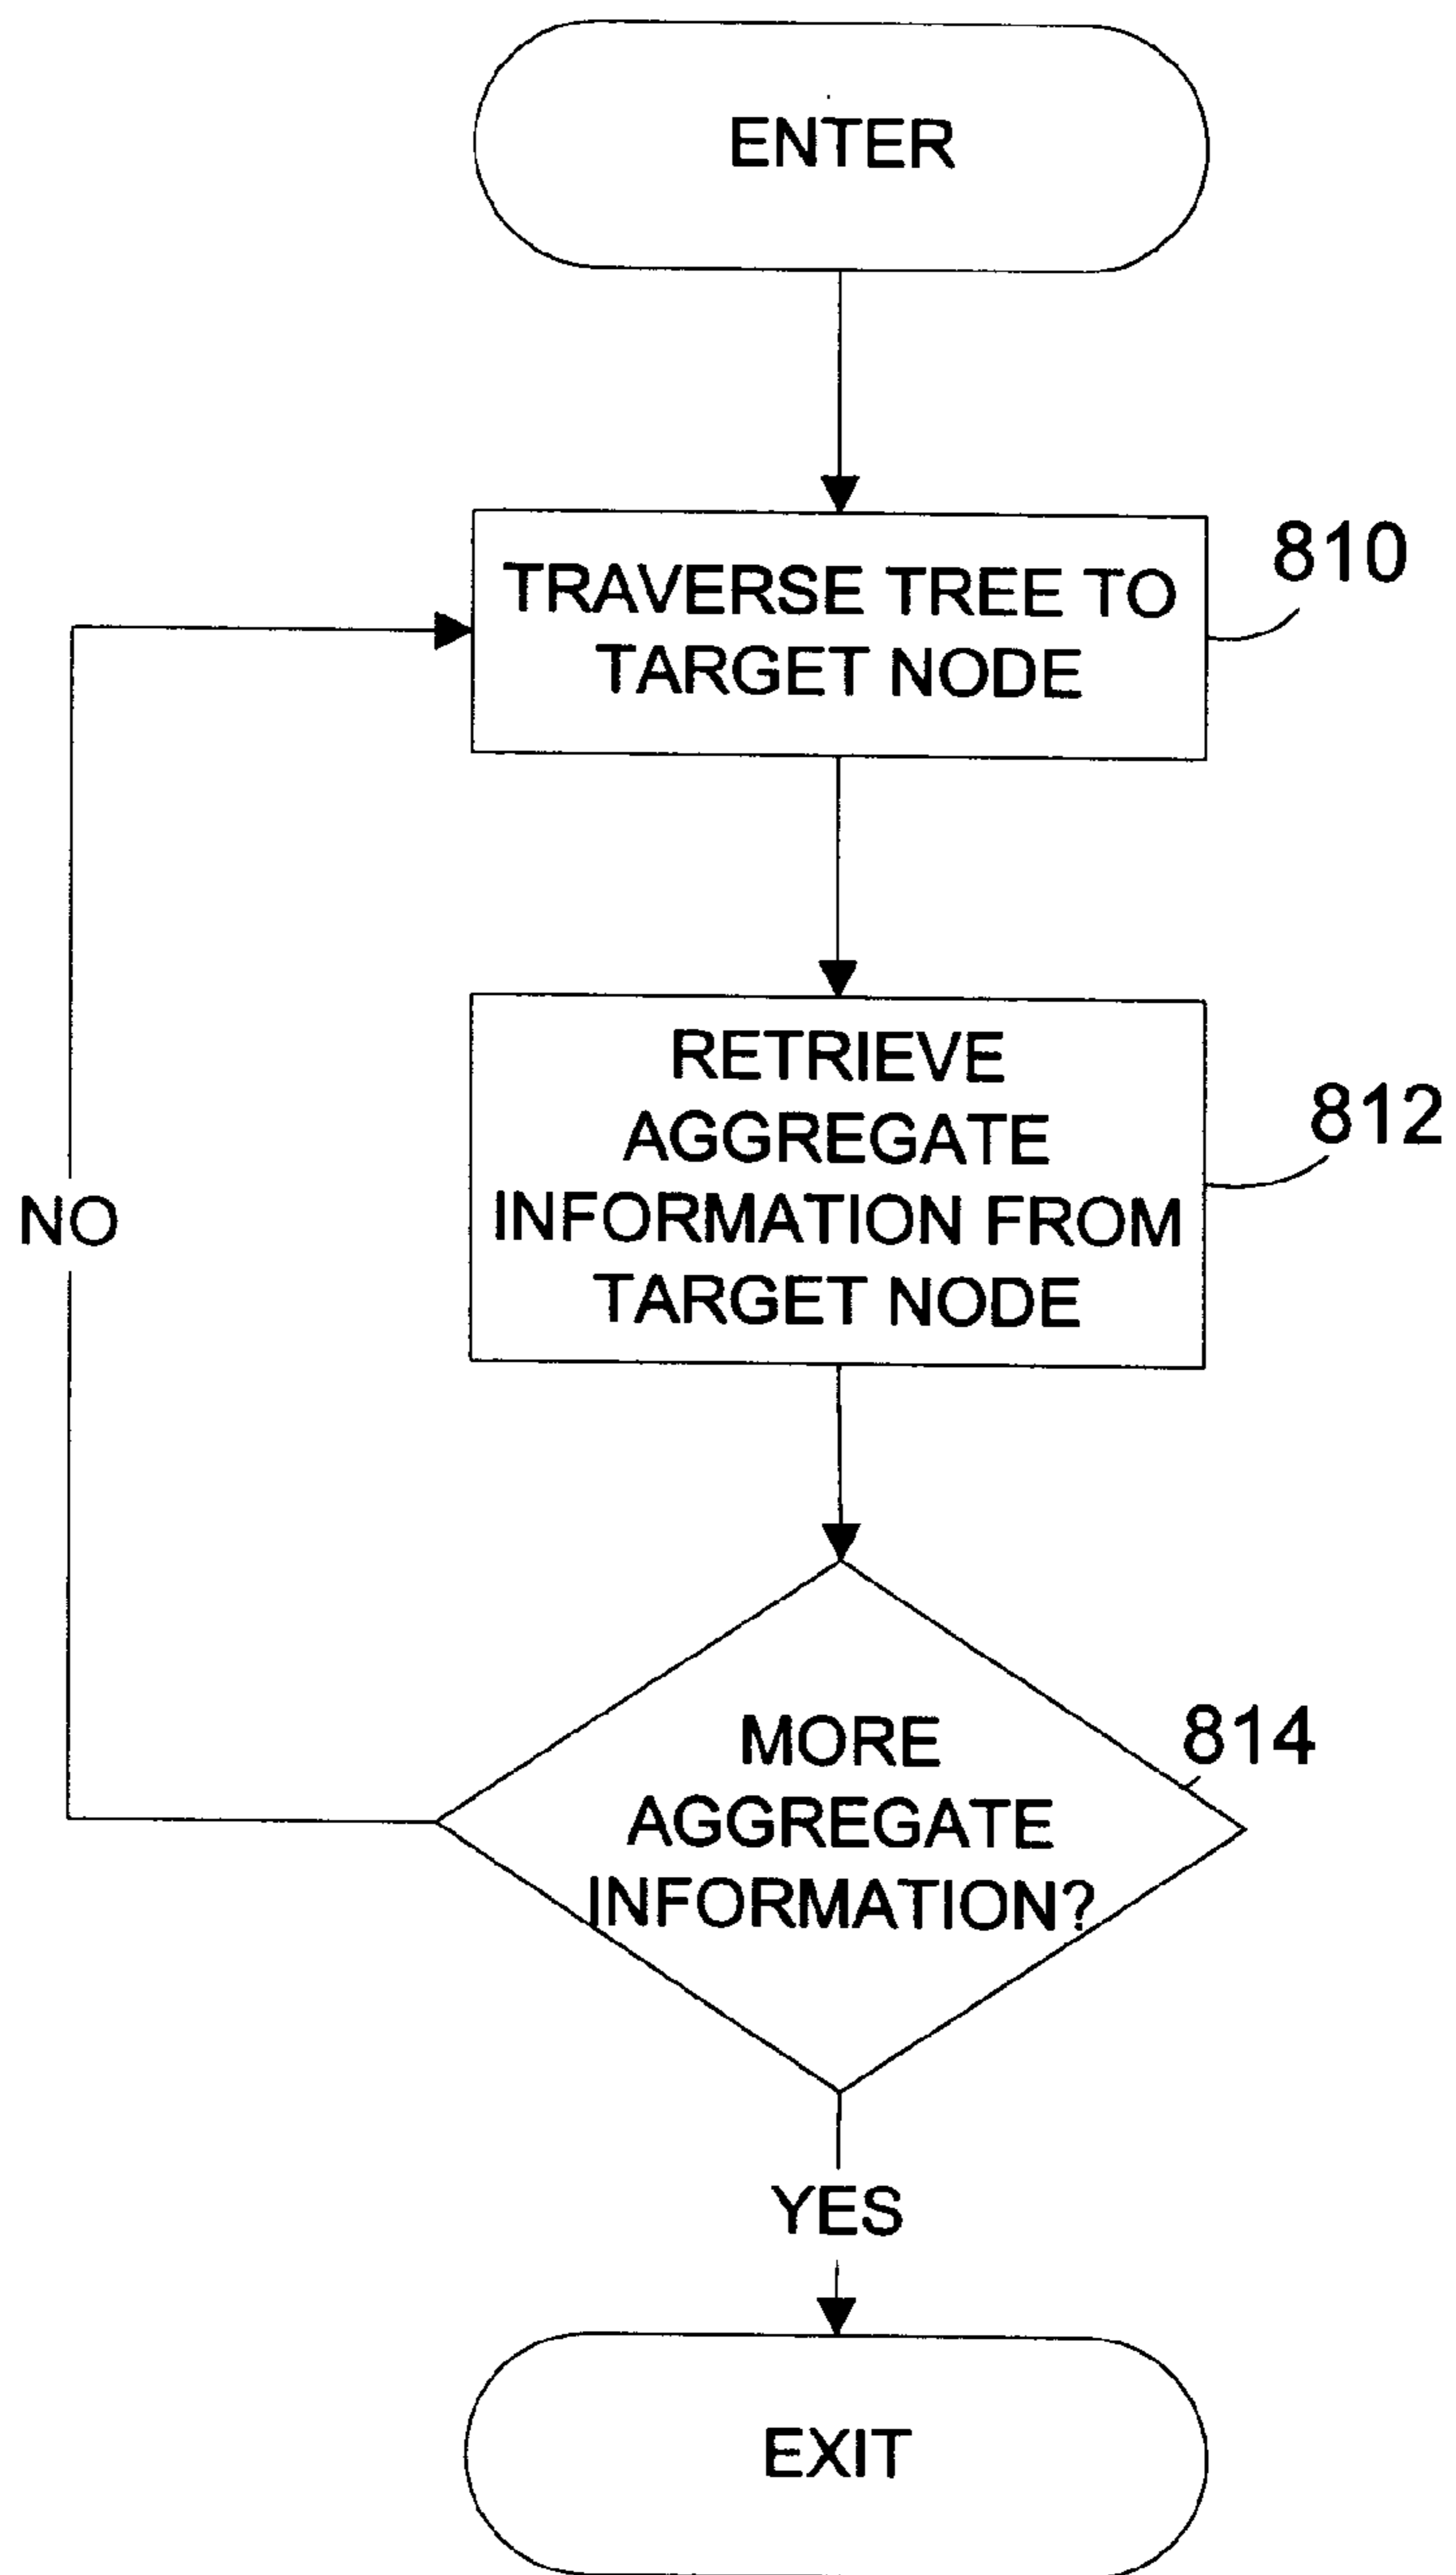 ENTER
TRAVERSE TREE TO
TARGET NODE
810
RETRIEVE
AGGREGATE
INFORMATION FROM
TARGET NODE
812
NO
MORE
AGGREGATE
INFORMATION?
814
YES
EXIT